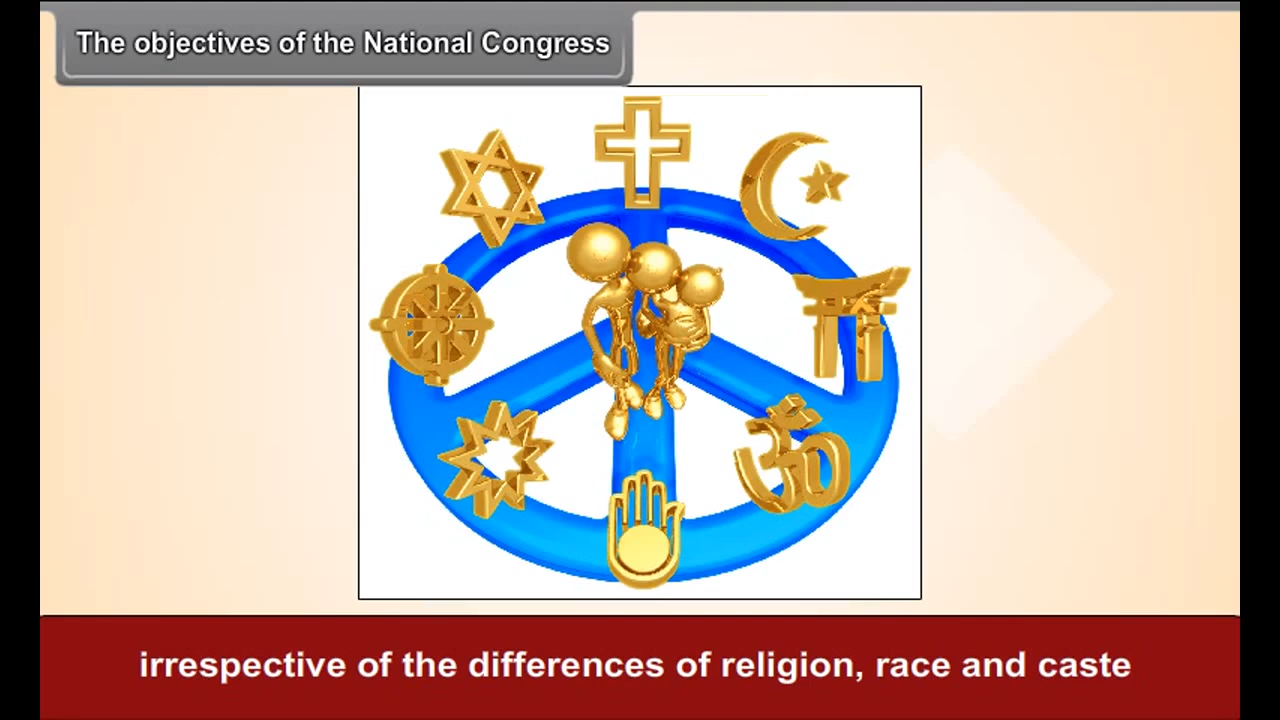 The objectives of the National Congress
irrespective of the differences of religion, race and caste